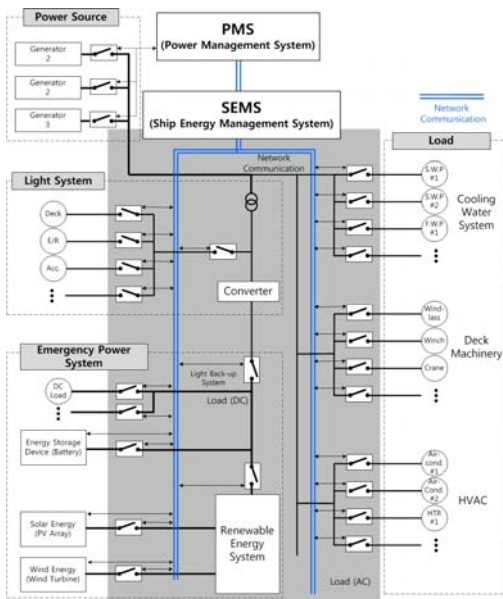 Power Source
Generator
2
Generator
2
Generator
3
PMS
(Power Management System)
SEMS
(Ship Energy Management System)
Network
Communication
Network
Communication
Light System
Deck
E/R
Acc.
Converter
Emergency Power
System
Light Back-up
System
DC
Load
Load (DC)
Energy Storage
Device (Battery)
Solar Energy
(PV Array)
Wind Energy
(Wind Turbine)
Renewable
Energy
System
Load (AC)
Load
S.W.P
#1
S.W.P
#2
F.W.P
#1
Cooling
Water
System
Wind-
lass
Winch
Crane
Deck
Machinery
Air-
cond.
#1
Air-
Cond.
#2
HTR
#1
HVAC